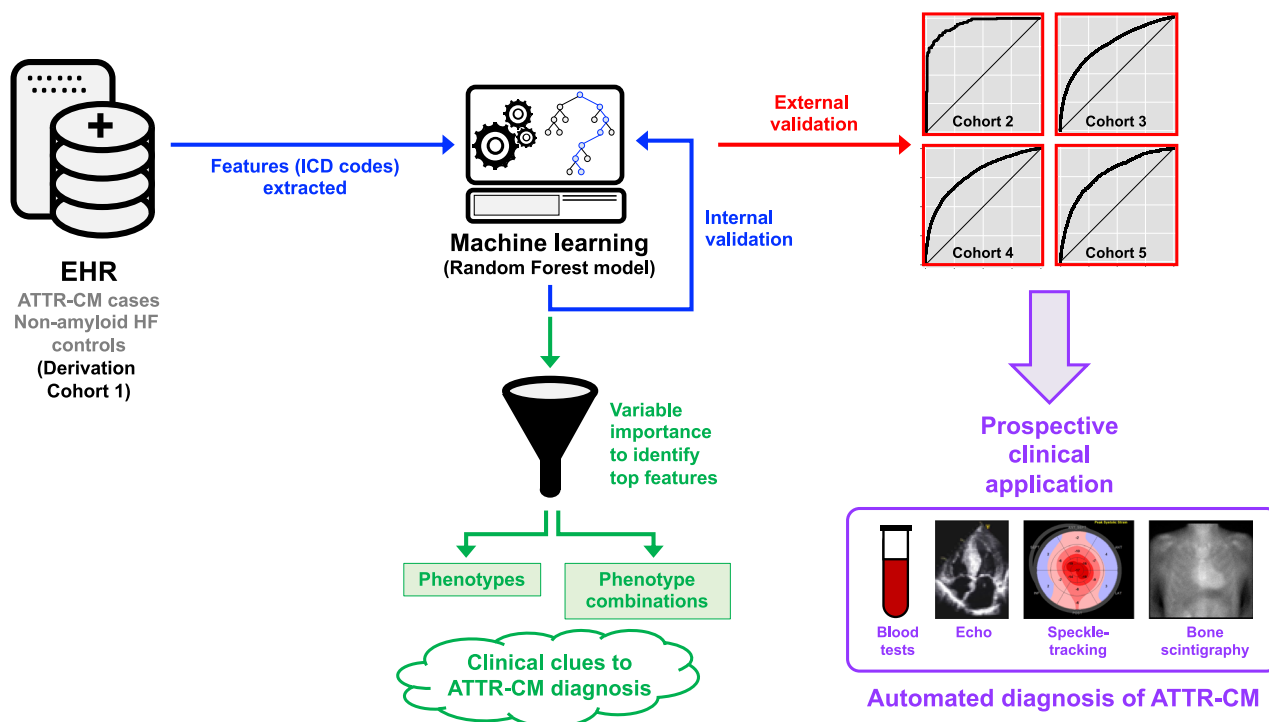 EHR
ATTR-CM cases
Non-amyloid HF
controls
(Derivation
Cohort 1)
Features (ICD codes)
extracted
Machine learning
(Random Forest model)
Internal
validation
External
validation
Cohort 2
Cohort 3
Cohort 4
Cohort 5
Variable
importance
to identify
top features
Phenotypes
Phenotype
combinations
Clinical clues to
ATTR-CM diagnosis
Prospective
clinical
application
Peak Systolic Strain
Blood
tests
Echo
Speckle-
tracking
Bone
scintigraphy
Automated diagnosis of ATTR-CM